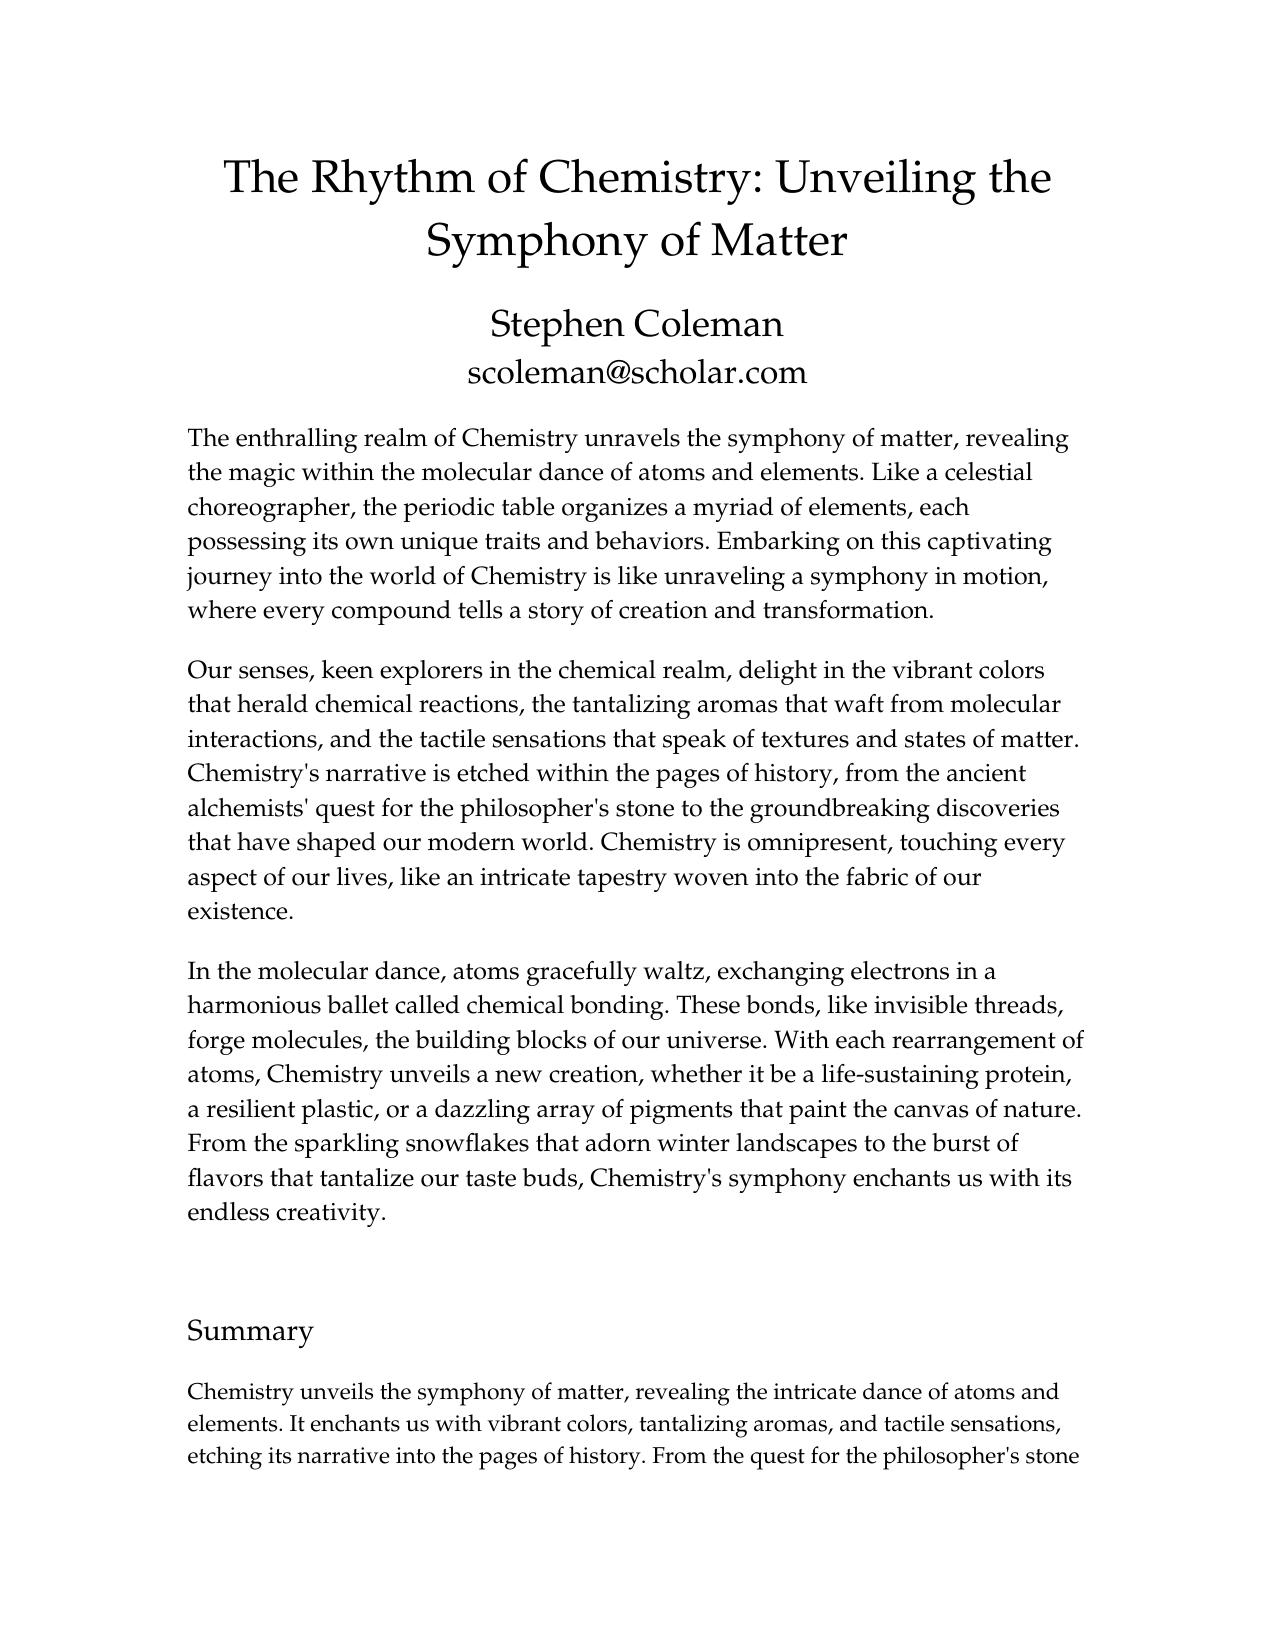 The Rhythm of Chemistry: Unveiling the
Symphony of Matter
Stephen Coleman
scoleman@scholar.com
The enthralling realm of Chemistry unravels the symphony of matter, revealing
the magic within the molecular dance of atoms and elements. Like a celestial
choreographer, the periodic table organizes a myriad of elements, each
possessing its own unique traits and behaviors. Embarking on this captivating
journey into the world of Chemistry is like unraveling a symphony in motion,
where every compound tells a story of creation and transformation.
Our senses, keen explorers in the chemical realm, delight in the vibrant colors
that herald chemical reactions, the tantalizing aromas that waft from molecular
interactions, and the tactile sensations that speak of textures and states of matter.
Chemistry's narrative is etched within the pages of history, from the ancient
alchemists' quest for the philosopher's stone to the groundbreaking discoveries
that have shaped our modern world. Chemistry is omnipresent, touching every
aspect of our lives, like an intricate tapestry woven into the fabric of our
existence.
In the molecular dance, atoms gracefully waltz, exchanging electrons in a
harmonious ballet called chemical bonding. These bonds, like invisible threads,
forge molecules, the building blocks of our universe. With each rearrangement of
atoms, Chemistry unveils a new creation, whether it be a life-sustaining protein,
a resilient plastic, or a dazzling array of pigments that paint the canvas of nature.
From the sparkling snowflakes that adorn winter landscapes to the burst of
flavors that tantalize our taste buds, Chemistry's symphony enchants us with its
endless creativity.
Summary
Chemistry unveils the symphony of matter, revealing the intricate dance of atoms and
elements. It enchants us with vibrant colors, tantalizing aromas, and tactile sensations,
etching its narrative into the pages of history. From the quest for the philosopher's stone